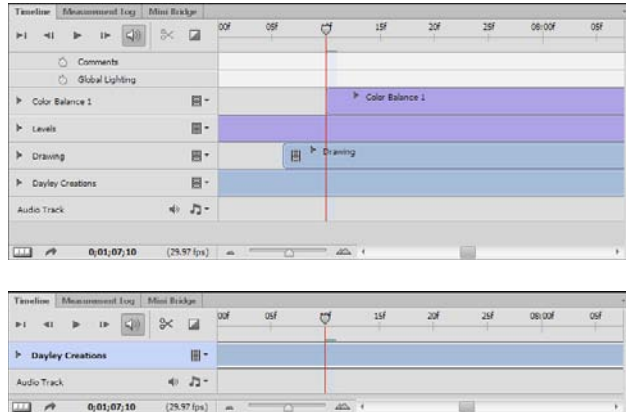 Timeline Measurement Log Mini Bridge
00f 05f 10f 15f 20f 25f 08:00f 05f
Comments
Global Lighting
Color Balance 1 Color Balance 1
Levels
Drawing Drawing
Dayley Creations
Audio Track
0;01;07;10 (29.97 fps)
Timeline Measurement Log Mini Bridge
00f 05f 15f 20f 25f 08:00f 05f
Dayley Creations
Audio Track
0;01;07;10 (29.97 fps)